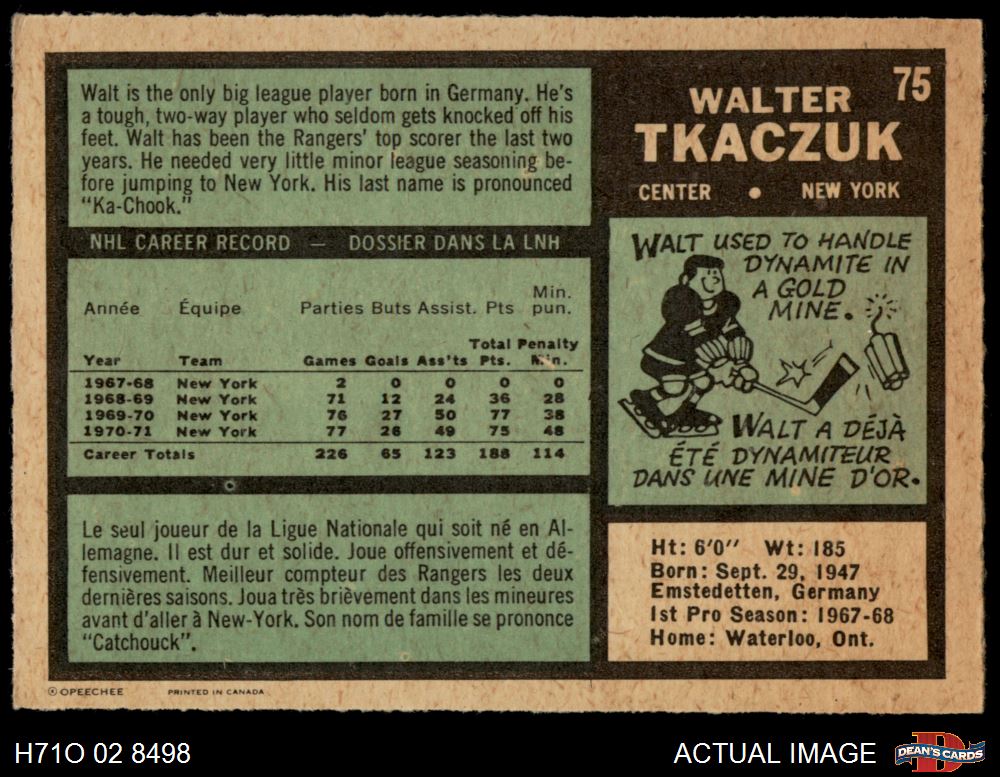 Walt is the only big league player born in Germany. He's
a tough, two-way player who seldom gets knocked off his
feet. Walt has been the Rangers' top scorer the last two
years. He needed very little minor league seasoning be-
fore jumping to New York. His last name is pronounced
"Ka-Chook."
75
WALTER
TKACZUK
CENTER • NEW YORK
NHL CAREER RECORD — DOSSIER DANS LA LNH
Année Équipe Parties Buts Assist. Pts Min. pun.
Year Team Games Goals Ass'ts Total Pts. Penalty Min.
1967-68 New York 2 0 0 0 0
1968-69 New York 71 12 24 36 28
1969-70 New York 76 27 50 77 38
1970-71 New York 77 26 49 75 48
Career Totals 226 65 123 188 114
WALT USED TO HANDLE
DYNAMITE IN
A GOLD
MINE.
WALT A DÉJÀ
ÉTÉ DYNAMITEUR
DANS UNE MINE D'OR.
Le seul joueur de la Ligue Nationale qui soit né en Al-
lemagne. Il est dur et solide. Joue offensivement et dé-
fensivement. Meilleur compteur des Rangers les deux
dernières saisons. Joua très brièvement dans les mineures
avant d'aller à New-York. Son nom de famille se prononce
"Catchouck".
Ht: 6'0" Wt: 185
Born: Sept. 29, 1947
Emstedetten, Germany
1st Pro Season: 1967-68
Home: Waterloo, Ont.
© OPEECHEE PRINTED IN CANADA
H71O 02 8498
ACTUAL IMAGE
D
DEAN'S CARDS